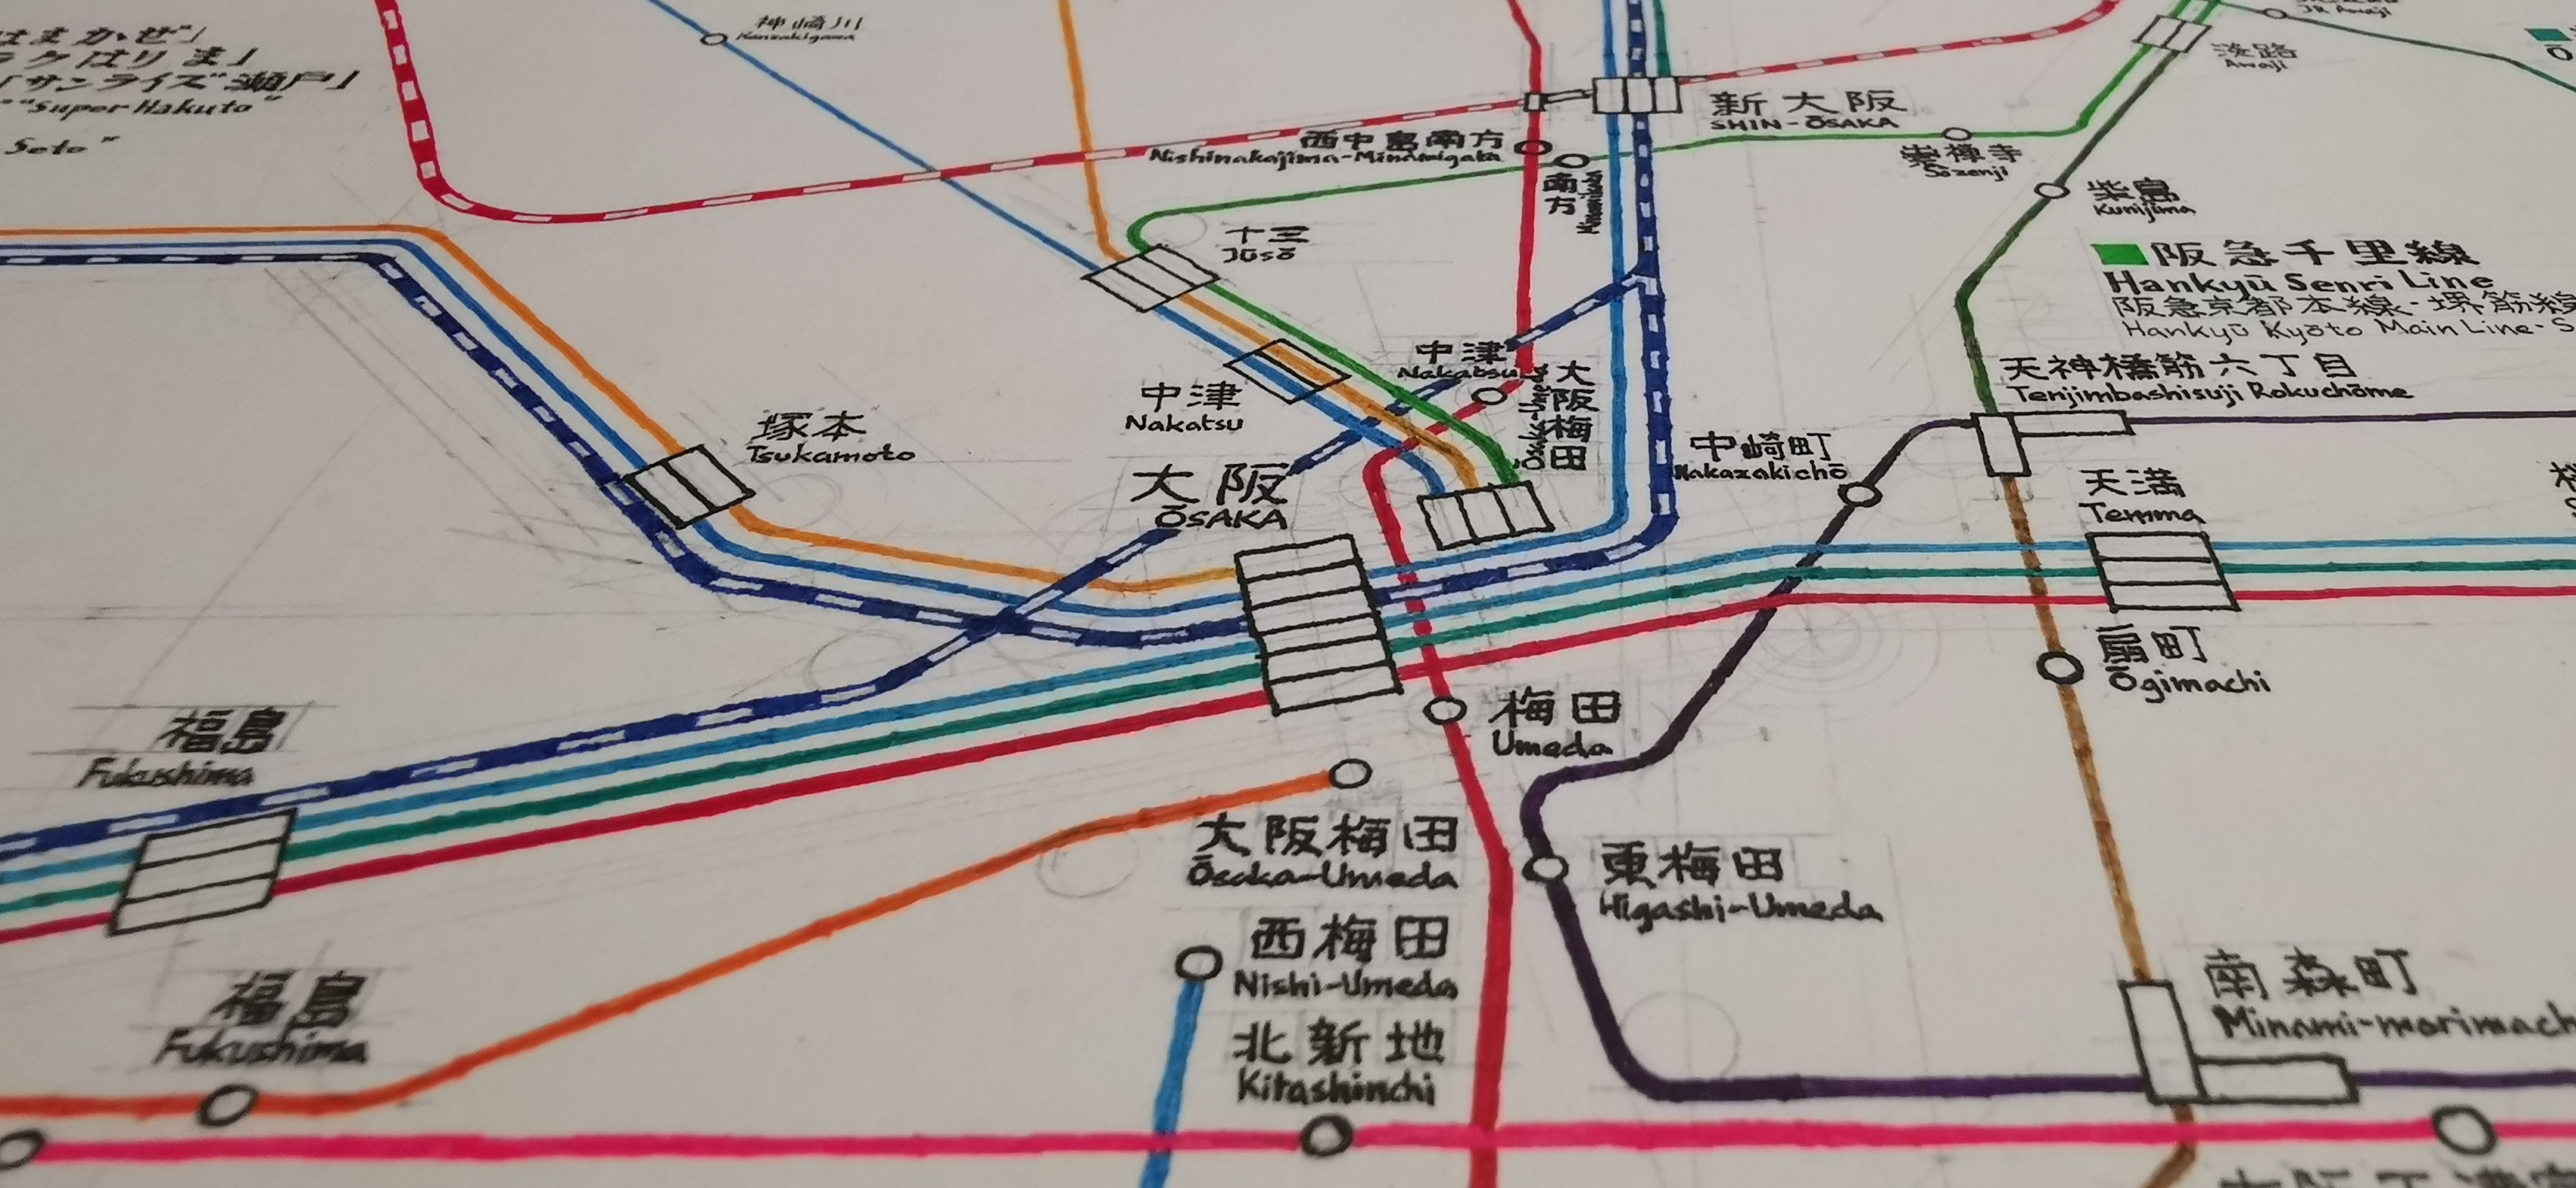 はまかぜ」
ラクはりま」
「サンライズ瀬戸」
"Super Hakuto"
Seto"
神崎川
Kanzakigawa
JR Awaji
淡路
Awaji
新大阪
SHIN-ŌSAKA
西中島南方
Nishinakajima-Minamigata
南方
崇禅寺
Sōzenji
柴島
Kunijima
十三
Jūsō
阪急千里線
Hankyū Senri Line
阪急京都本線・堺筋線
Hankyū Kyōto Main Line-S
中津
Nakatsu
中津
Nakatsu
大阪梅田
Ōsaka-Umeda
天神橋筋六丁目
Tenjimbashisuji Rokuchōme
塚本
Tsukamoto
大阪
ŌSAKA
中崎町
Nakazakichō
天満
Temma
扇町
Ōgimachi
福島
Fukushima
梅田
Umeda
大阪梅田
Ōsaka-Umeda
東梅田
Higashi-Umeda
西梅田
Nishi-Umeda
北新地
Kitashinchi
南森町
Minami-morimach
福島
Fukushima